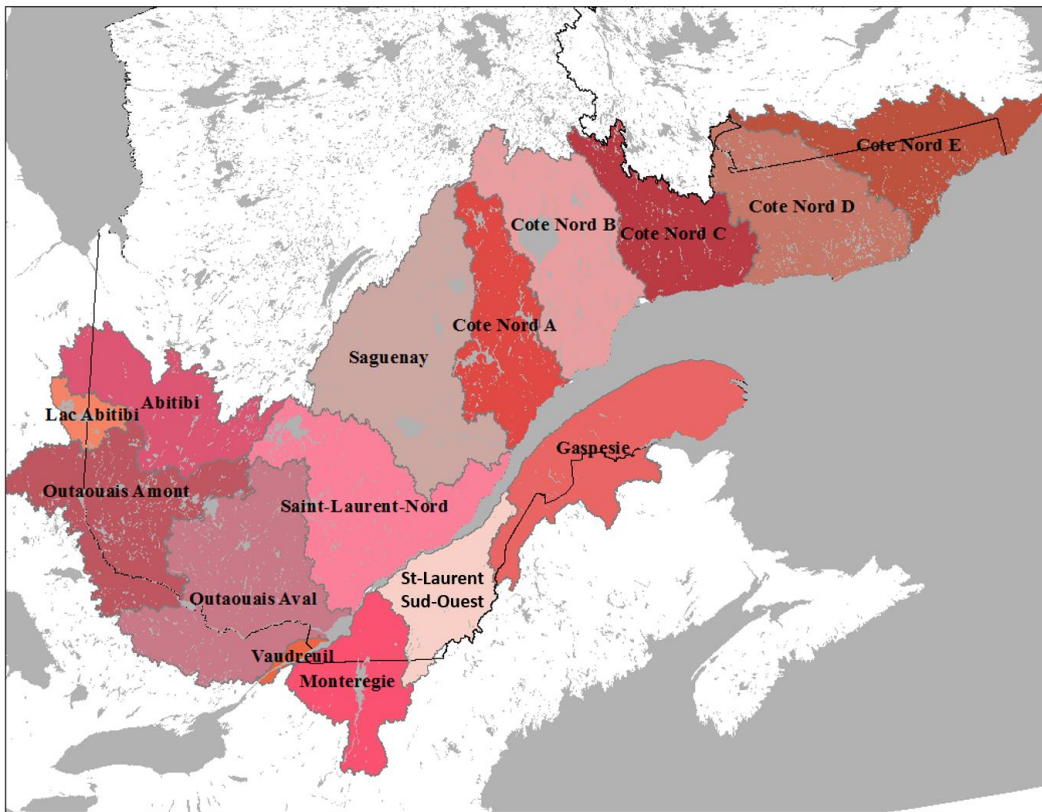 Cote Nord E
Cote Nord D
Cote Nord B
Cote Nord C
Cote Nord A
Saguenay
Abitibi
Lac Abitibi
Gaspesie
Outaouais Amont
Saint-Laurent-Nord
St-Laurent
Sud-Ouest
Outaouais Aval
Vaudreuil
Monteregie